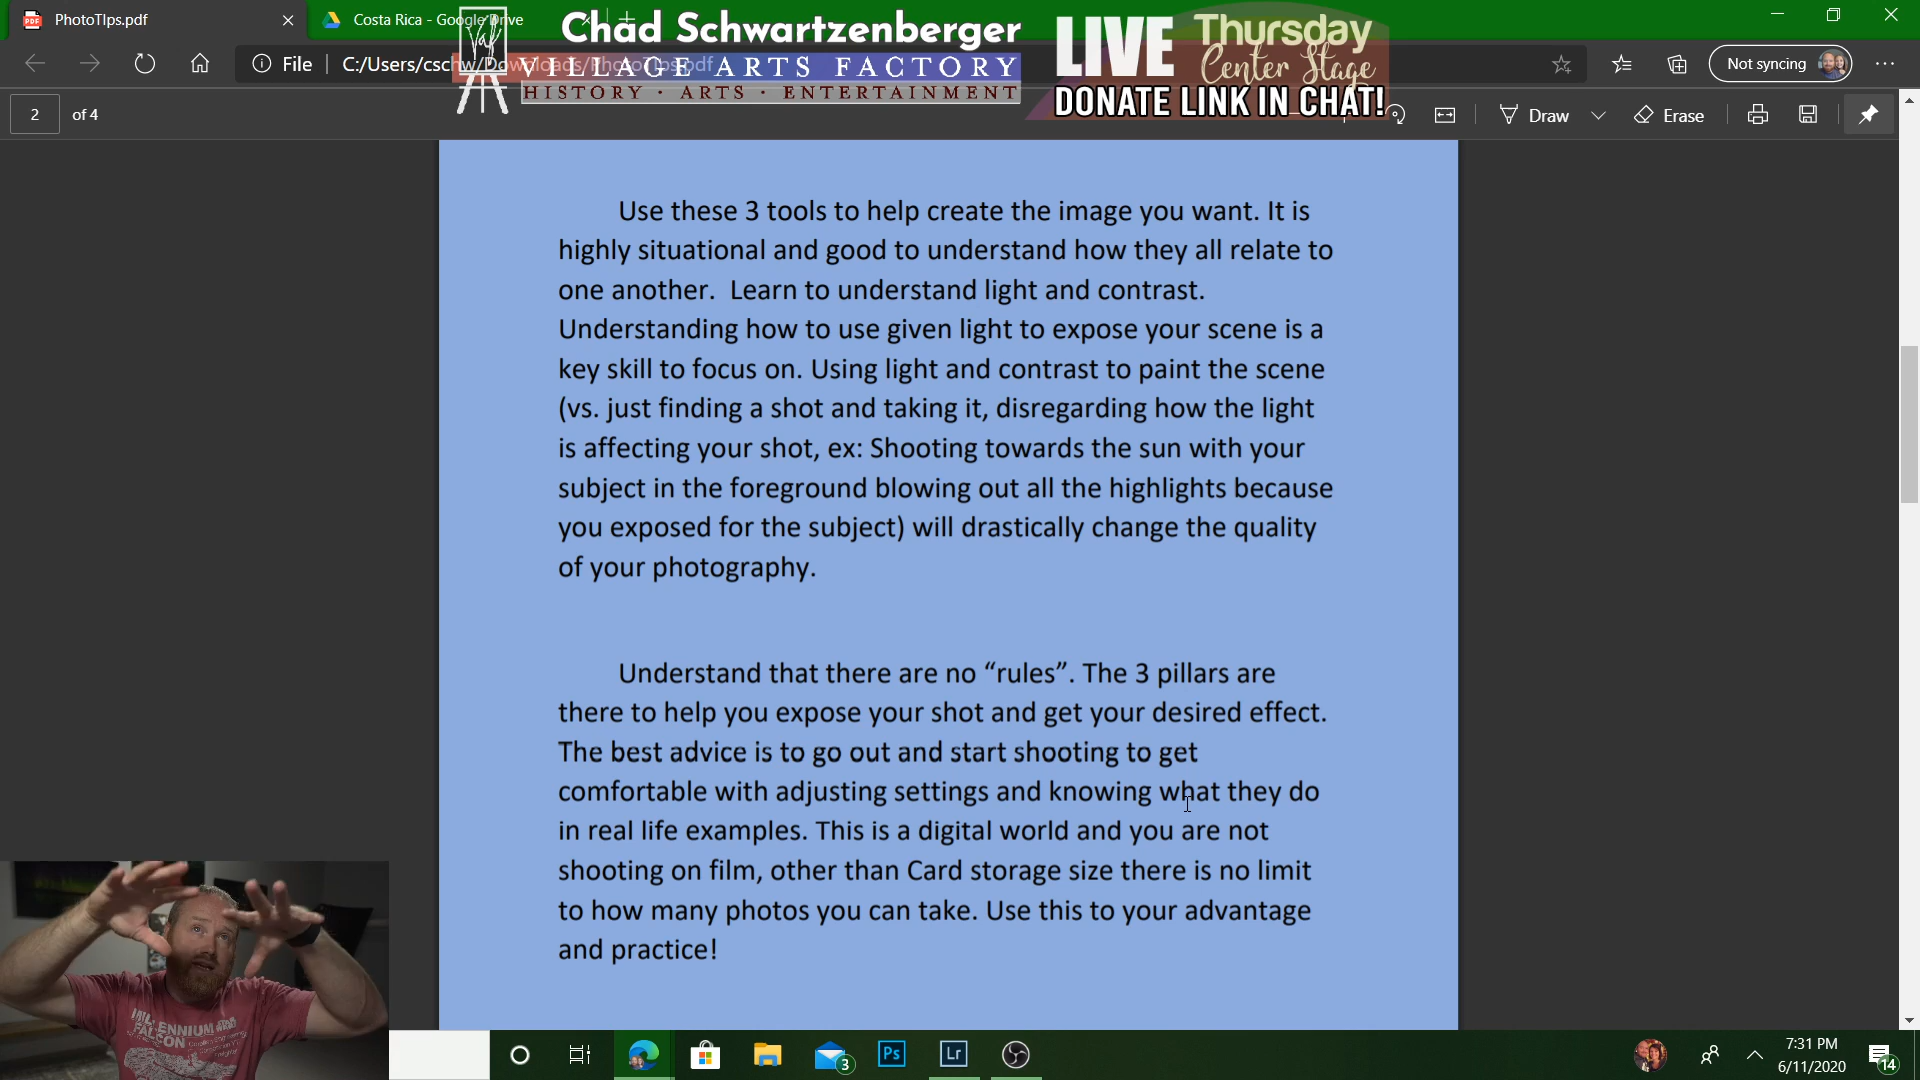 PhotoTIps.pdf
Costa Rica - Google Drive
Chad Schwartzenberger
VILLAGE ARTS FACTORY
HISTORY · ARTS · ENTERTAINMENT
LIVE Thursday
Center Stage
DONATE LINK IN CHAT!
File
C:/Users/cschw/Downloads/PhotoTIps.pdf
Not syncing
2 of 4
Draw
Erase
Use these 3 tools to help create the image you want. It is
highly situational and good to understand how they all relate to
one another.  Learn to understand light and contrast.
Understanding how to use given light to expose your scene is a
key skill to focus on. Using light and contrast to paint the scene
(vs. just finding a shot and taking it, disregarding how the light
is affecting your shot, ex: Shooting towards the sun with your
subject in the foreground blowing out all the highlights because
you exposed for the subject) will drastically change the quality
of your photography.
Understand that there are no “rules”. The 3 pillars are
there to help you expose your shot and get your desired effect.
The best advice is to go out and start shooting to get
comfortable with adjusting settings and knowing what they do
in real life examples. This is a digital world and you are not
shooting on film, other than Card storage size there is no limit
to how many photos you can take. Use this to your advantage
and practice!
MILLENNIUM
FALCON
3
Ps
Lr
7:31 PM
6/11/2020
14